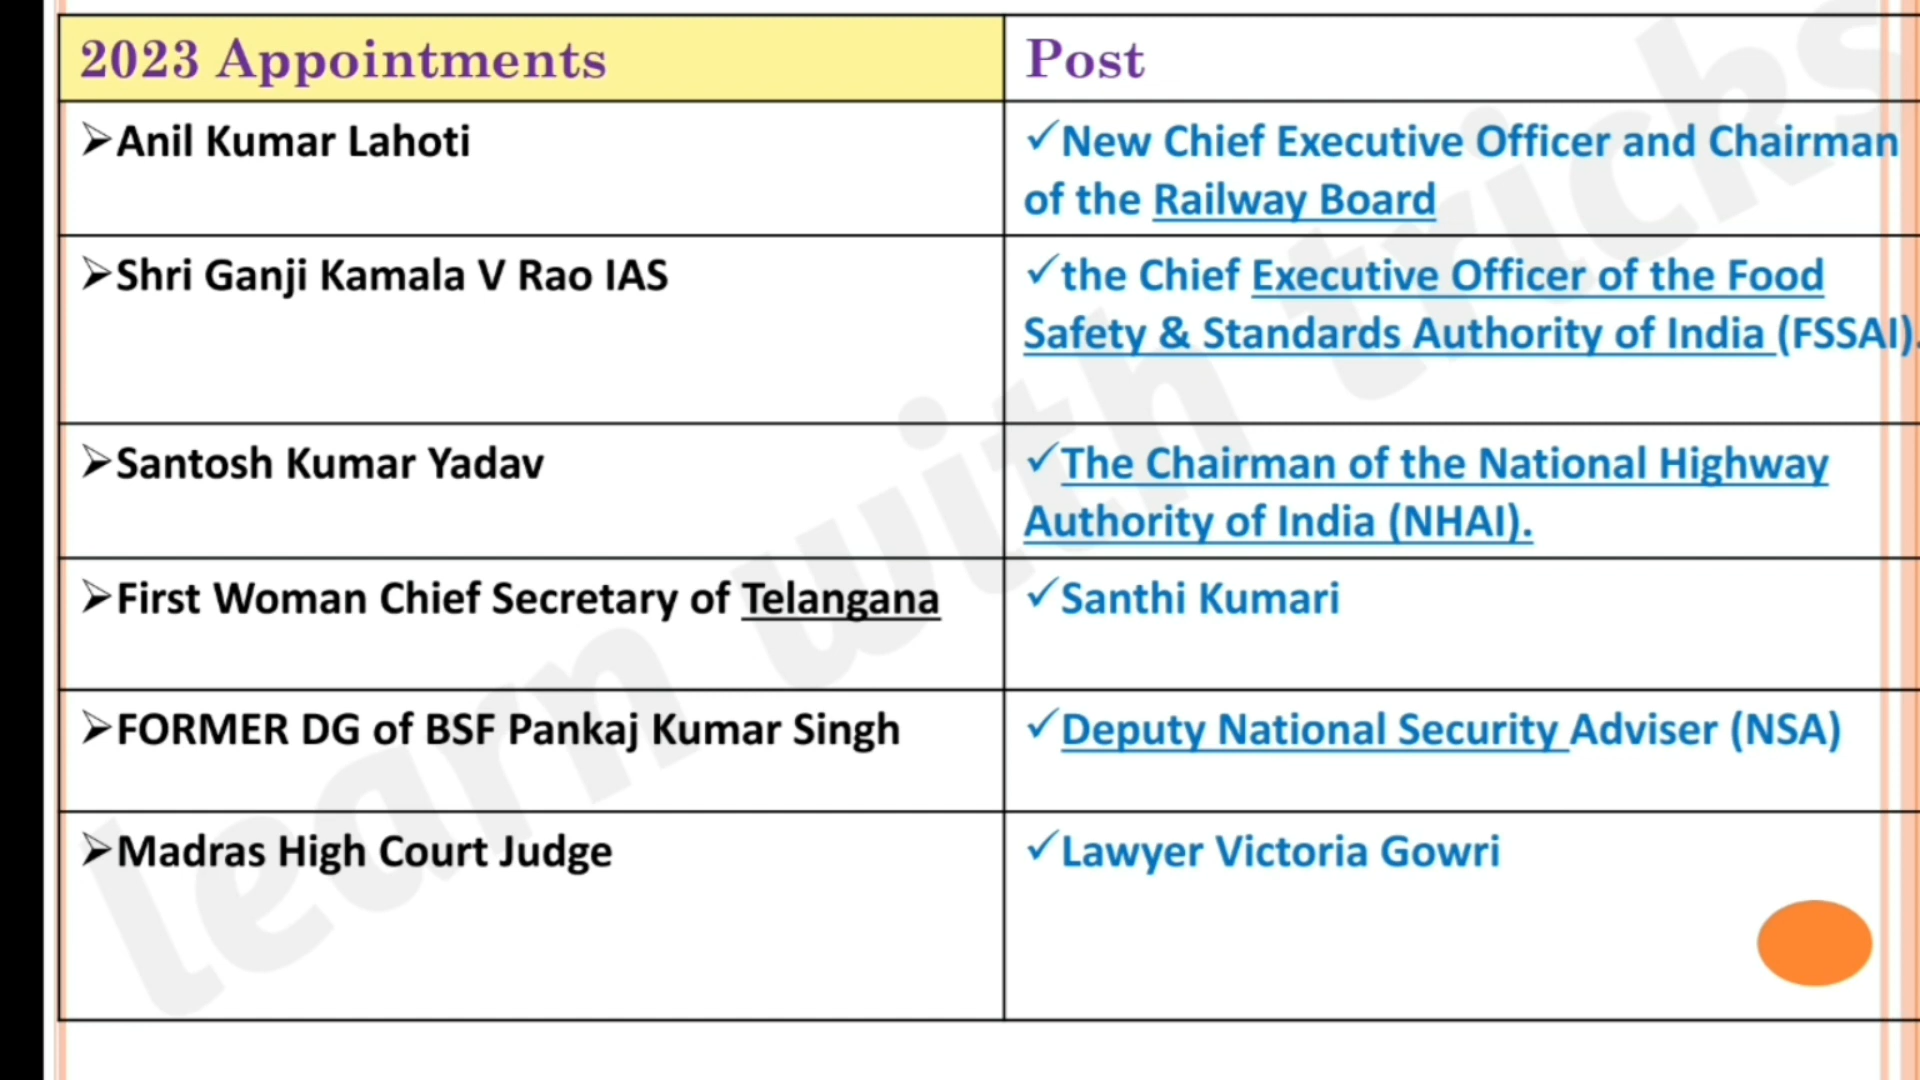 2023 Appointments
Post
➢Anil Kumar Lahoti
✓New Chief Executive Officer and Chairman
of the Railway Board
➢Shri Ganji Kamala V Rao IAS
✓the Chief Executive Officer of the Food
Safety & Standards Authority of India (FSSAI).
➢Santosh Kumar Yadav
✓The Chairman of the National Highway
Authority of India (NHAI).
➢First Woman Chief Secretary of Telangana
✓Santhi Kumari
➢FORMER DG of BSF Pankaj Kumar Singh
✓Deputy National Security Adviser (NSA)
➢Madras High Court Judge
✓Lawyer Victoria Gowri
learn with tricks